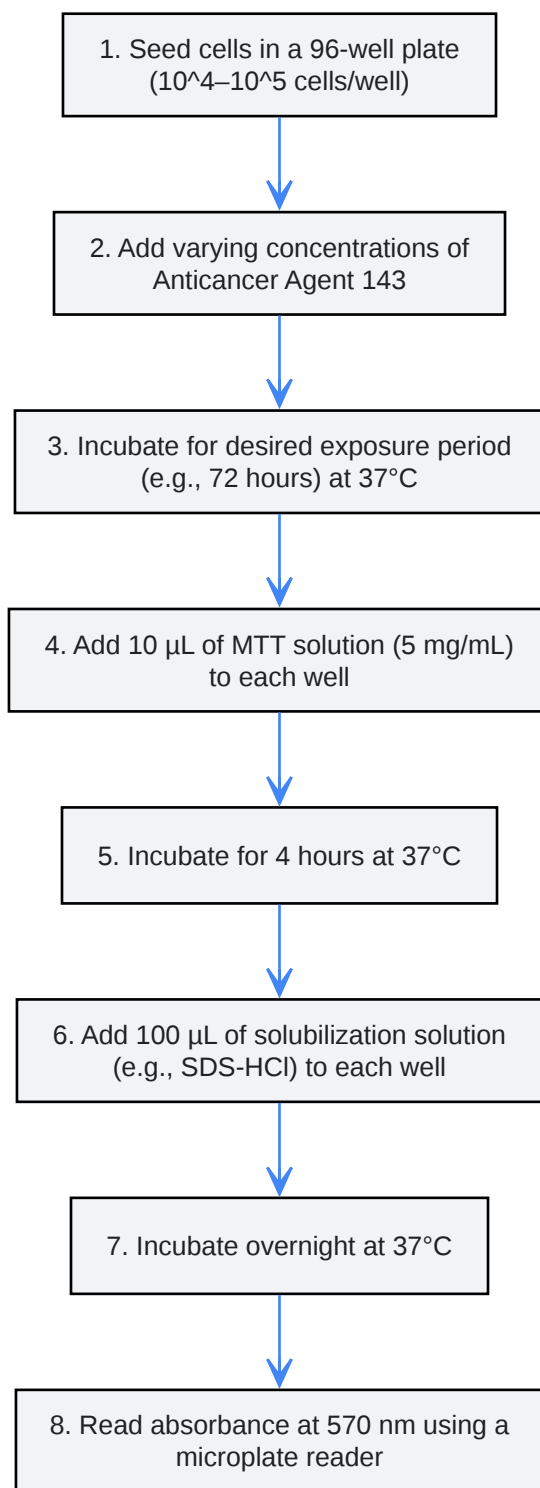 1. Seed cells in a 96-well plate
(10^4–10^5 cells/well)
2. Add varying concentrations of
Anticancer Agent 143
3. Incubate for desired exposure period
(e.g., 72 hours) at 37°C
4. Add 10 µL of MTT solution (5 mg/mL)
to each well
5. Incubate for 4 hours at 37°C
6. Add 100 µL of solubilization solution
(e.g., SDS-HCl) to each well
7. Incubate overnight at 37°C
8. Read absorbance at 570 nm using a
microplate reader